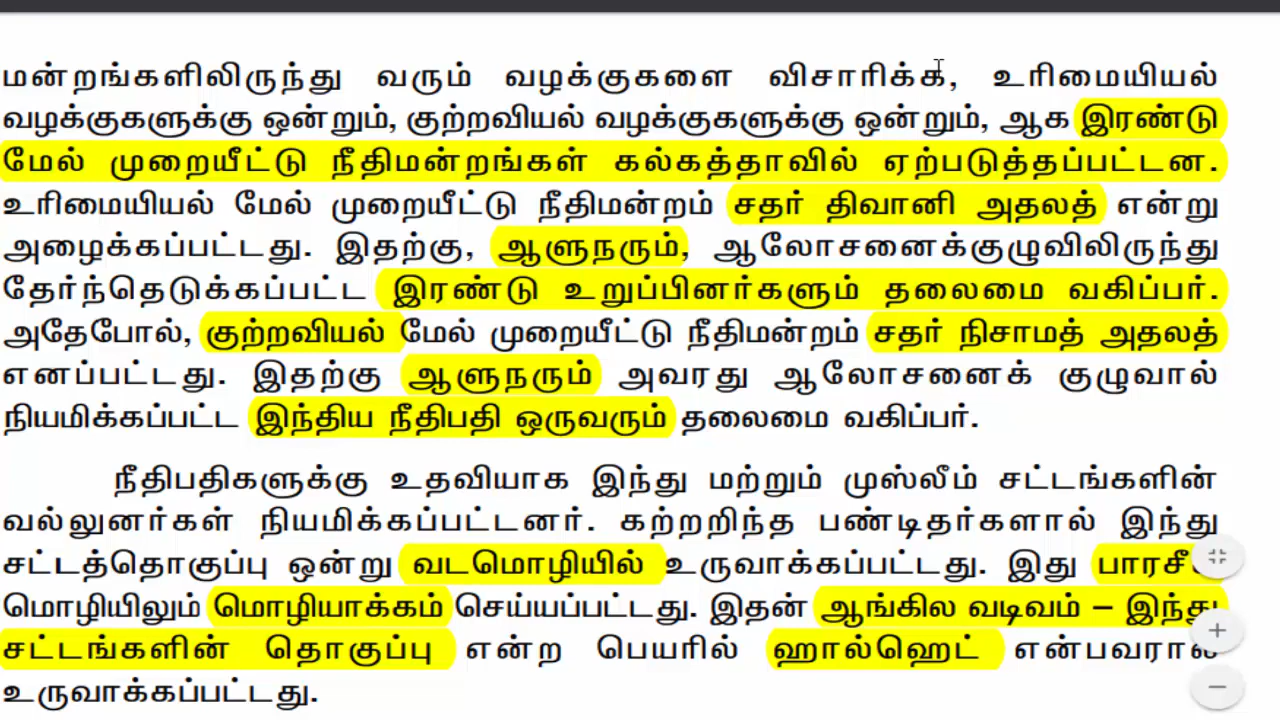 மன்றங்களிலிருந்து வரும் வழக்குகளை விசாரிக்க, உரிமையியல்
வழக்குகளுக்கு ஒன்றும், குற்றவியல் வழக்குகளுக்கு ஒன்றும், ஆக இரண்டு
மேல் முறையீட்டு நீதிமன்றங்கள் கல்கத்தாவில் ஏற்படுத்தப்பட்டன.
உரிமையியல் மேல் முறையீட்டு நீதிமன்றம் சதர் திவானி அதலத் என்று
அழைக்கப்பட்டது. இதற்கு, ஆளுநரும், ஆலோசனைக்குழுவிலிருந்து
தேர்ந்தெடுக்கப்பட்ட இரண்டு உறுப்பினர்களும் தலைமை வகிப்பர்.
அதேபோல், குற்றவியல் மேல் முறையீட்டு நீதிமன்றம் சதர் நிசாமத் அதலத்
எனப்பட்டது. இதற்கு ஆளுநரும் அவரது ஆலோசனைக் குழுவால்
நியமிக்கப்பட்ட இந்திய நீதிபதி ஒருவரும் தலைமை வகிப்பர்.
நீதிபதிகளுக்கு உதவியாக இந்து மற்றும் முஸ்லீம் சட்டங்களின்
வல்லுனர்கள் நியமிக்கப்பட்டனர். கற்றறிந்த பண்டிதர்களால் இந்து
சட்டத்தொகுப்பு ஒன்று வடமொழியில் உருவாக்கப்பட்டது. இது
மொழியிலும் மொழியாக்கம் செய்யப்பட்டது. இதன் ஆங்கில வடிவம் – இந்து
சட்டங்களின் தொகுப்பு என்ற பெயரில் ஹால்ஹெட் என்பவரால்
உருவாக்கப்பட்டது.